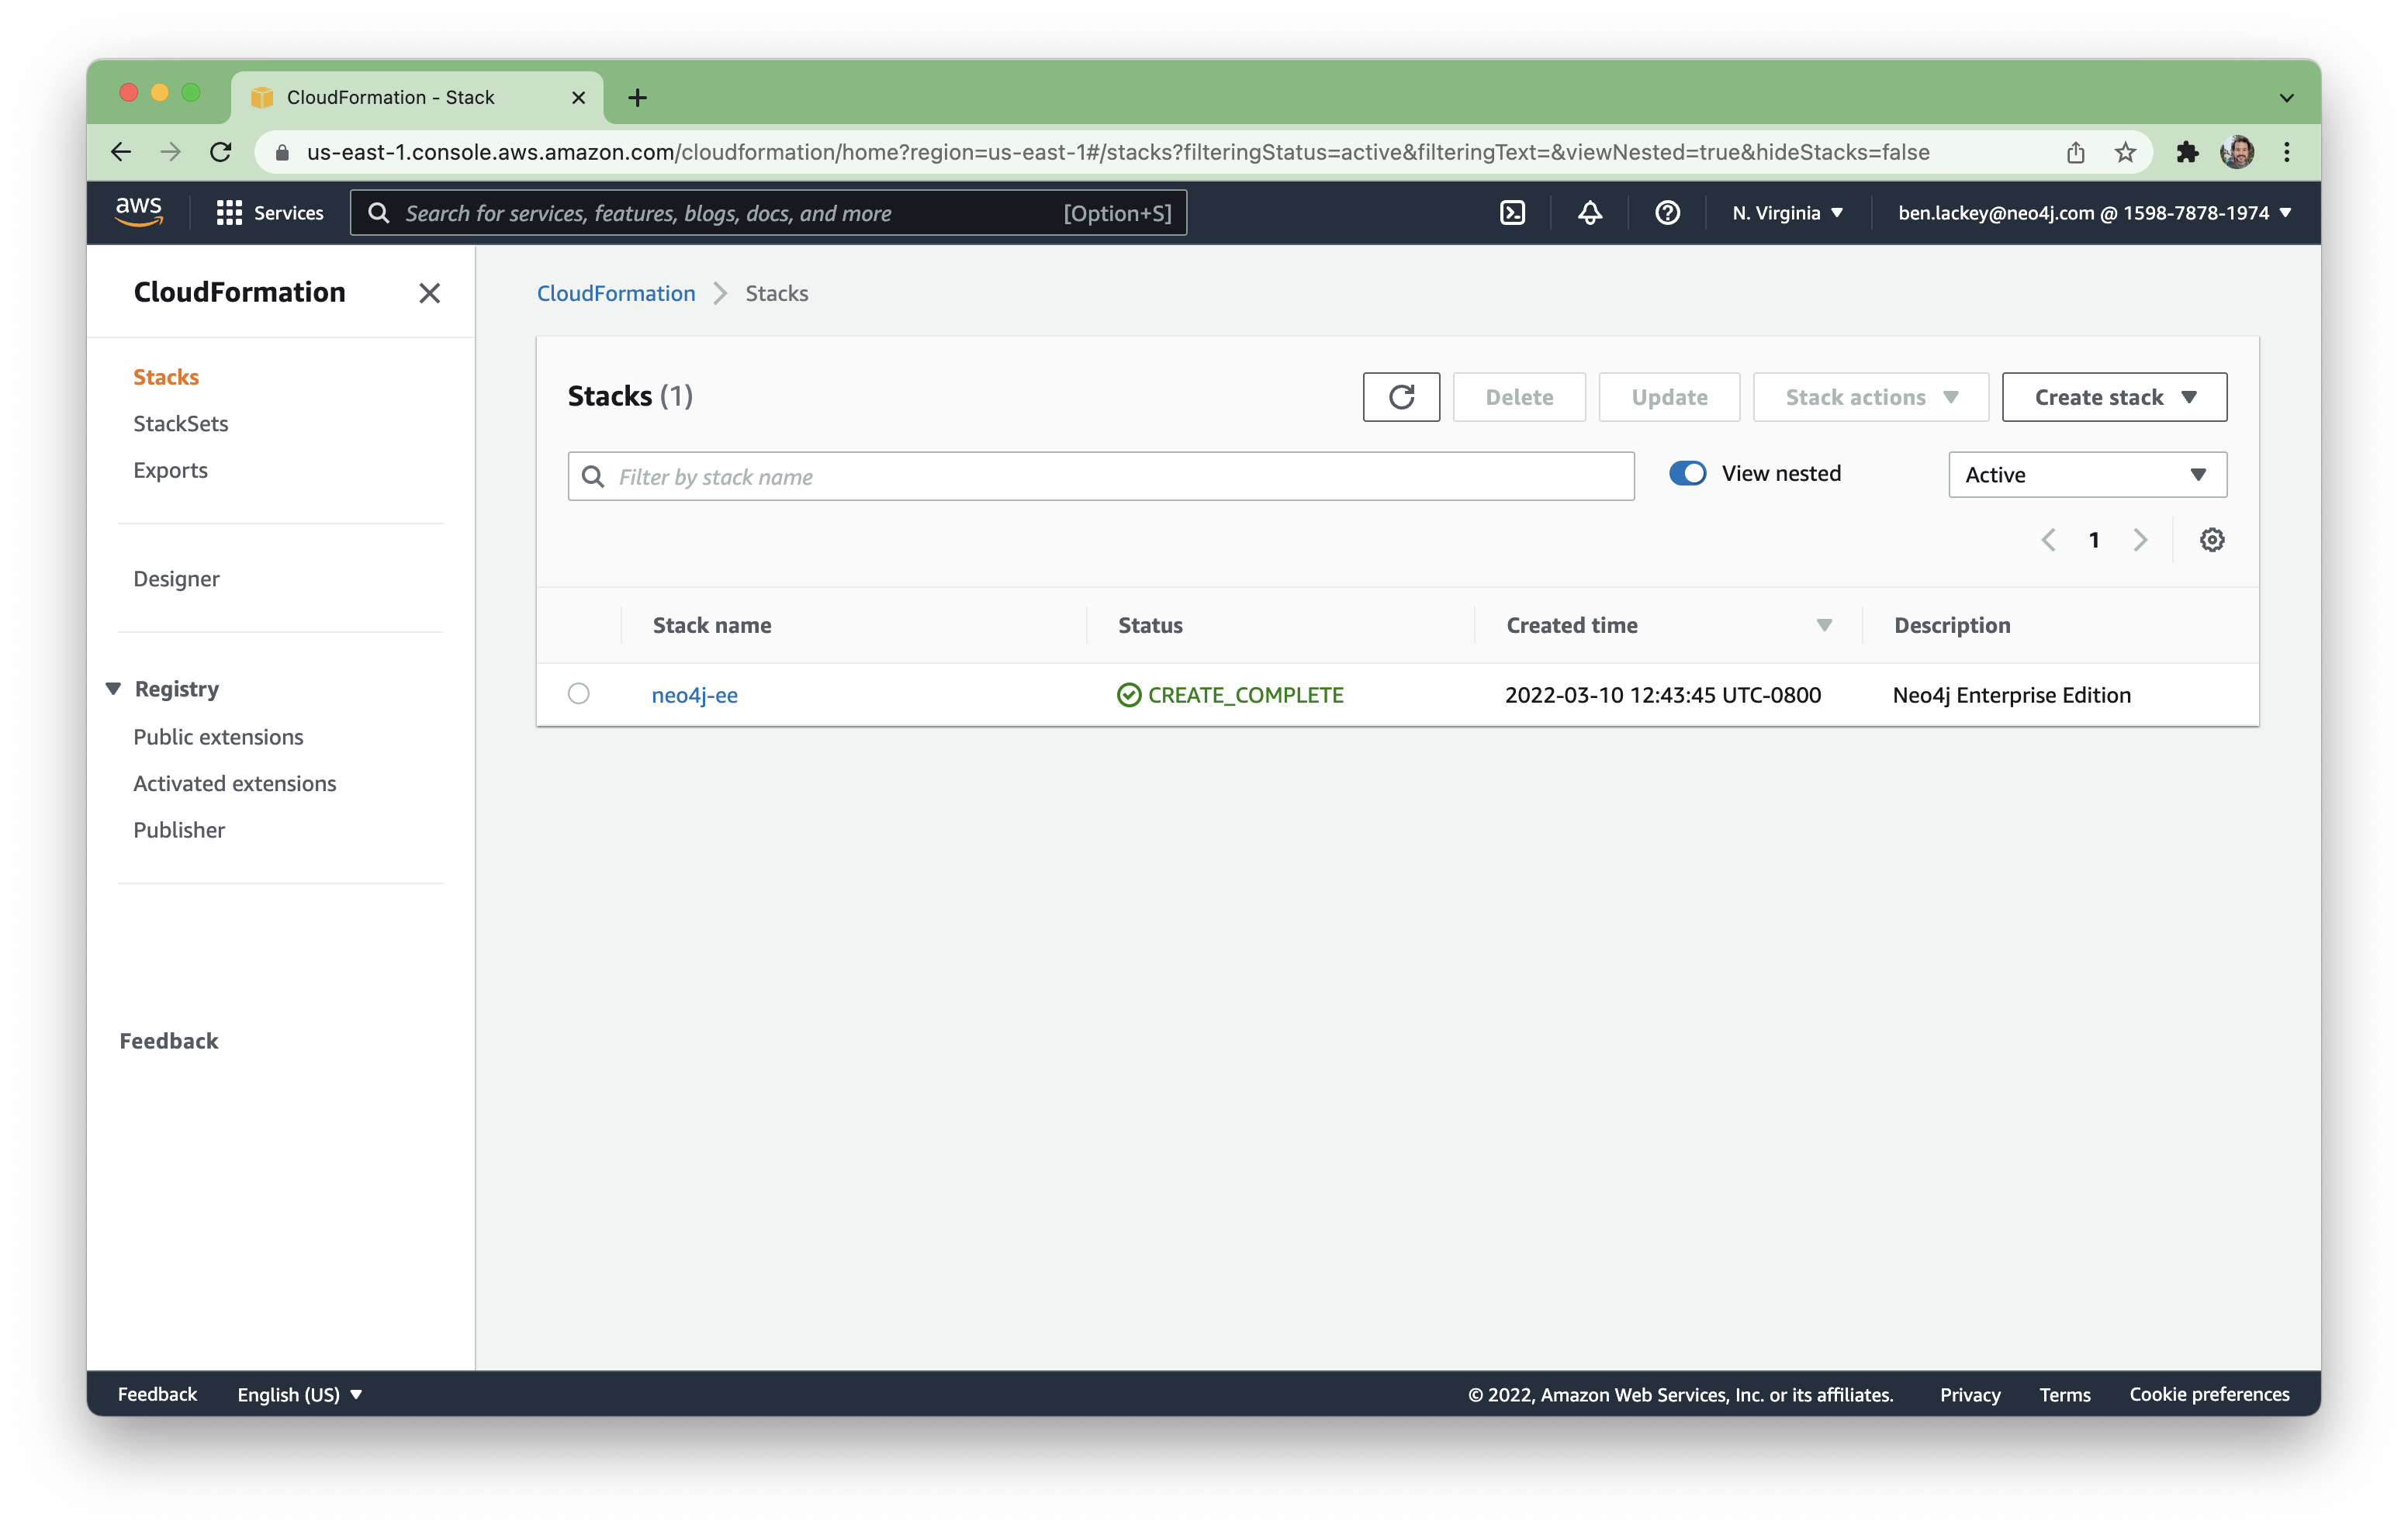 CloudFormation - Stack
us-east-1.console.aws.amazon.com/cloudformation/home?region=us-east-1#/stacks?filteringStatus=active&filteringText=&viewNested=true&hideStacks=false
aws
Services
Search for services, features, blogs, docs, and more
[Option+S]
N. Virginia
ben.lackey@neo4j.com @ 1598-7878-1974
CloudFormation
Stacks
StackSets
Exports
Designer
Registry
Public extensions
Activated extensions
Publisher
Feedback
CloudFormation
Stacks
Stacks (1)
Delete
Update
Stack actions
Create stack
Filter by stack name
View nested
Active
1
Stack name
Status
Created time
Description
neo4j-ee
CREATE_COMPLETE
2022-03-10 12:43:45 UTC-0800
Neo4j Enterprise Edition
Feedback
English (US)
© 2022, Amazon Web Services, Inc. or its affiliates.
Privacy
Terms
Cookie preferences